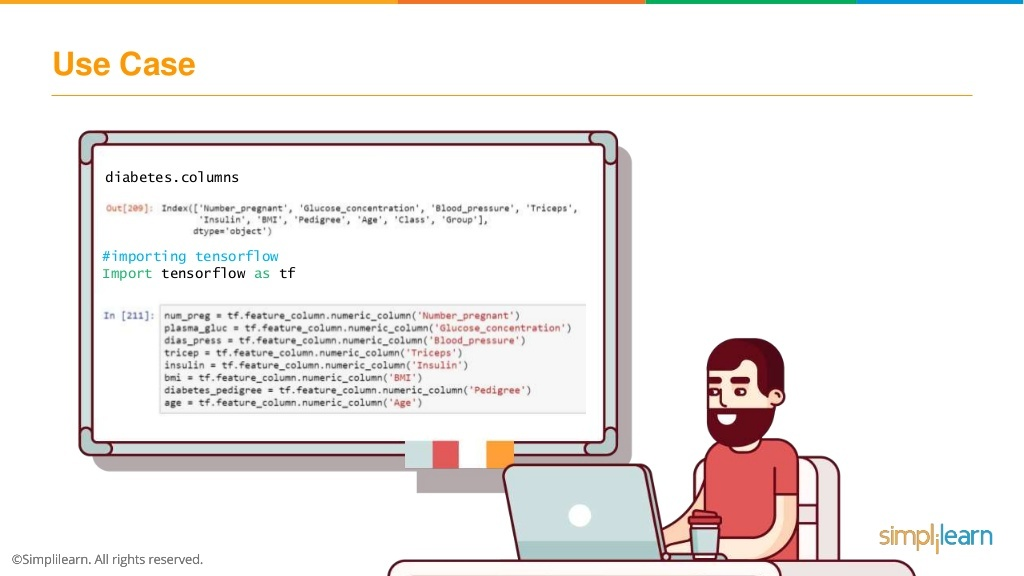 Use Case
diabetes.columns
Out[209]: Index(['Number_pregnant', 'Glucose_concentration', 'Blood_pressure', 'Triceps',
'Insulin', 'BMI', 'Pedigree', 'Age', 'Class', 'Group'],
dtype='object')
#importing tensorflow
Import tensorflow as tf
In [211]: num_preg = tf.feature_column.numeric_column('Number_pregnant')
plasma_gluc = tf.feature_column.numeric_column('Glucose_concentration')
dias_press = tf.feature_column.numeric_column('Blood_pressure')
tricep = tf.feature_column.numeric_column('Triceps')
insulin = tf.feature_column.numeric_column('Insulin')
bmi = tf.feature_column.numeric_column('BMI')
diabetes_pedigree = tf.feature_column.numeric_column('Pedigree')
age = tf.feature_column.numeric_column('Age')
simplilearn
©Simplilearn. All rights reserved.